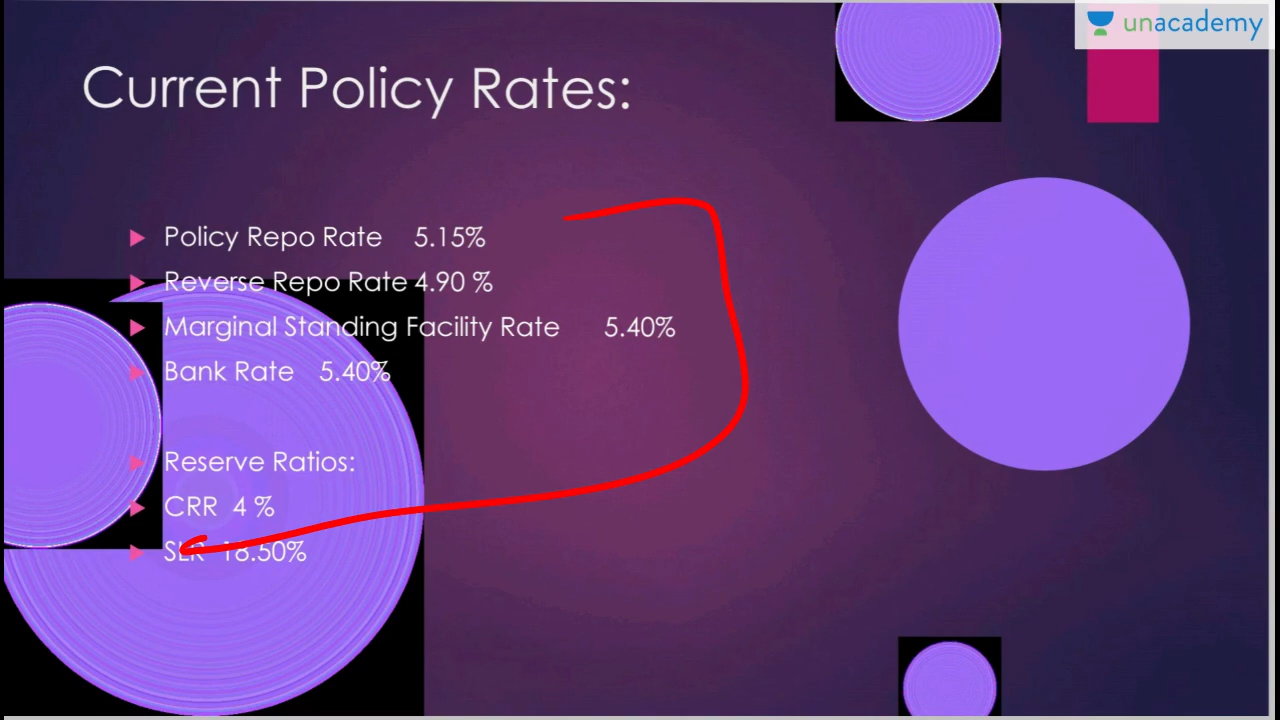 unacademy
Current Policy Rates:
Policy Repo Rate 5.15%
Reverse Repo Rate 4.90 %
Marginal Standing Facility Rate 5.40%
Bank Rate 5.40%
Reserve Ratios:
CRR 4 %
SLR 18.50%